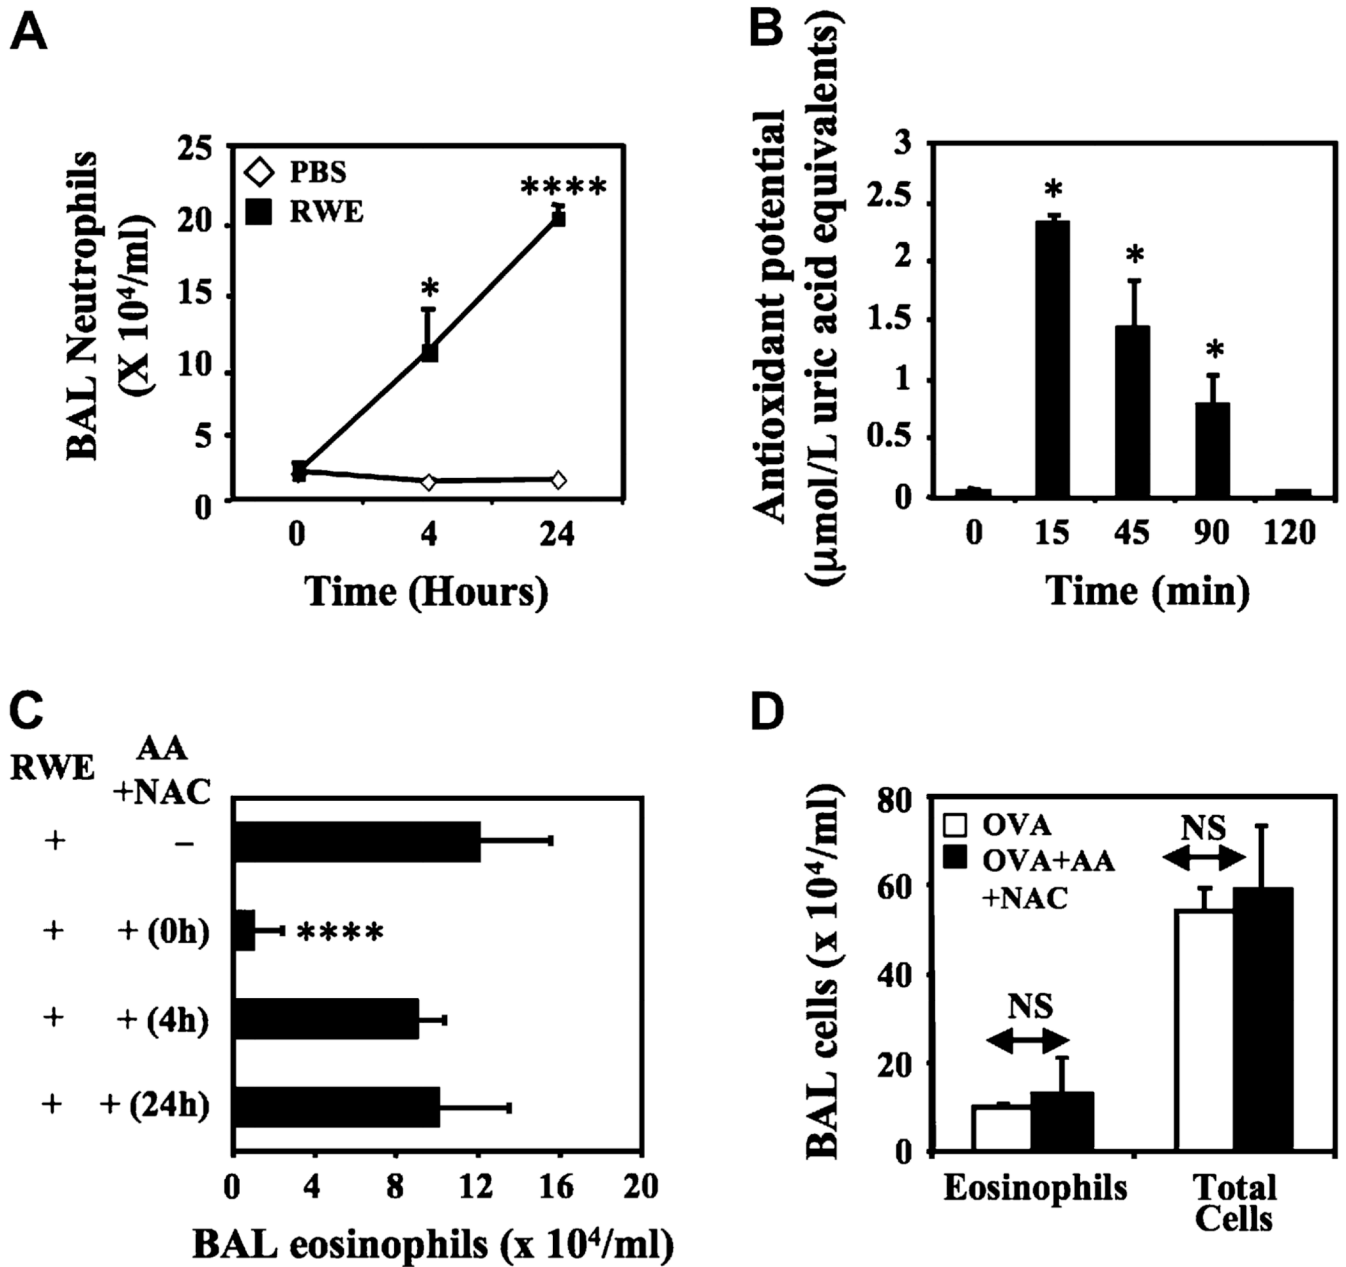 A
BAL Neutrophils
(X 10⁴/ml)
25
20
15
10
5
0
PBS
RWE
*
****
0 4 24
Time (Hours)
B
Antioxidant potential
(μmol/L uric acid equivalents)
3
2.5
2
1.5
1
0.5
0
*
*
*
0 15 45 90 120
Time (min)
C
RWE
AA
+NAC
+ –
+ + (0h)
****
+ + (4h)
+ + (24h)
0 4 8 12 16 20
BAL eosinophils (x 10⁴/ml)
D
BAL cells (x 10⁴/ml)
80
60
40
20
0
OVA
OVA+AA
+NAC
NS
NS
Eosinophils
Total
Cells